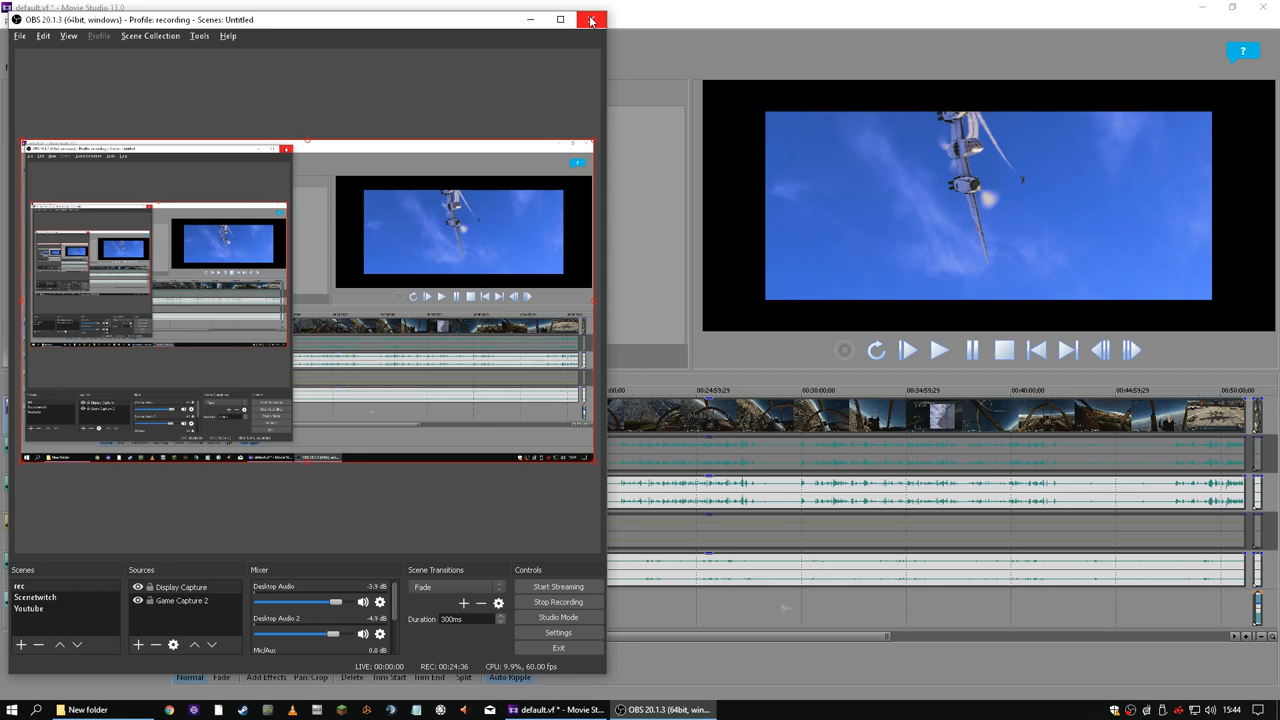 default.vf * - Movie Studio 13.0
OBS 20.1.3 (64bit, windows) - Profile: recording - Scenes: Untitled
File Edit View Profile Scene Collection Tools Help
?
00:24:59;29 00:30:00;00 00:34:59;29 00:40:00;00 00:44:59;29 00:50:00;00
Scenes
rec
Scenetwitch
Youtube
Sources
Display Capture
Game Capture 2
Mixer
Desktop Audio -3.9 dB
Desktop Audio 2 -4.9 dB
Mic/Aux 0.0 dB
Scene Transitions
Fade
Duration 300ms
Controls
Start Streaming
Stop Recording
Studio Mode
Settings
Exit
LIVE: 00:00:00 REC: 00:24:36 CPU: 9.9%, 60.00 fps
Normal Fade Add Effects Pan/Crop Delete Trim Start Trim End Split Auto Ripple
New folder default.vf * - Movie St... OBS 20.1.3 (64bit, win... 15:44